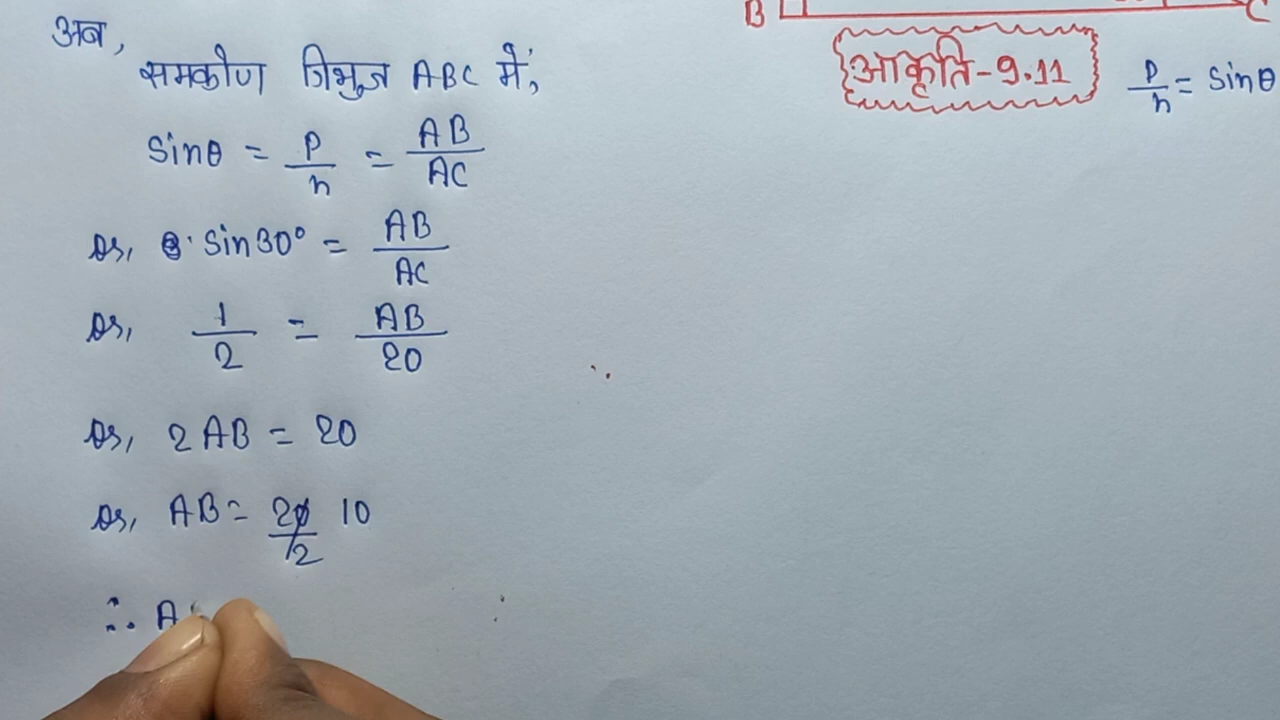 अब,
समकोण त्रिभुज ABC में,
Sinθ = P/h = AB/AC
Or, Sin30° = AB/AC
Or, 1/2 = AB/20
Or, 2AB = 20
Or, AB = 20/2 10
∴ A
B C
आकृति-9.11
P/h = Sinθ